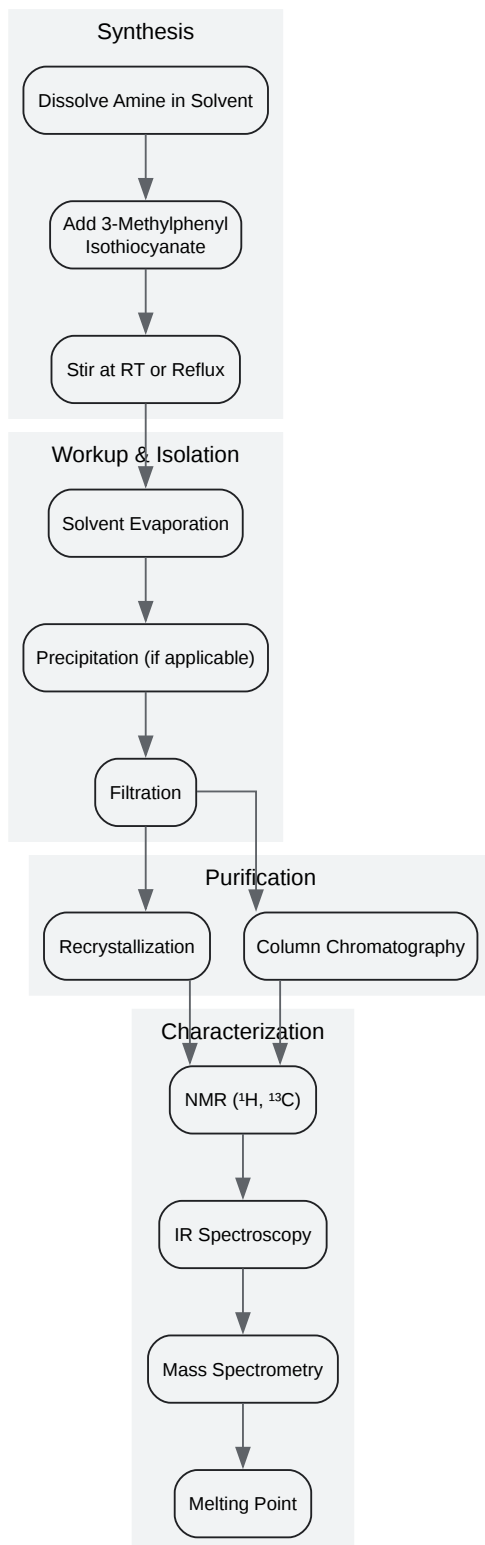 Synthesis
Dissolve Amine in Solvent
Add 3-Methylphenyl
Isothiocyanate
Stir at RT or Reflux
Workup & Isolation
Solvent Evaporation
Precipitation (if applicable)
Filtration
Purification
Recrystallization
Column Chromatography
Characterization
NMR (¹H, ¹³C)
IR Spectroscopy
Mass Spectrometry
Melting Point